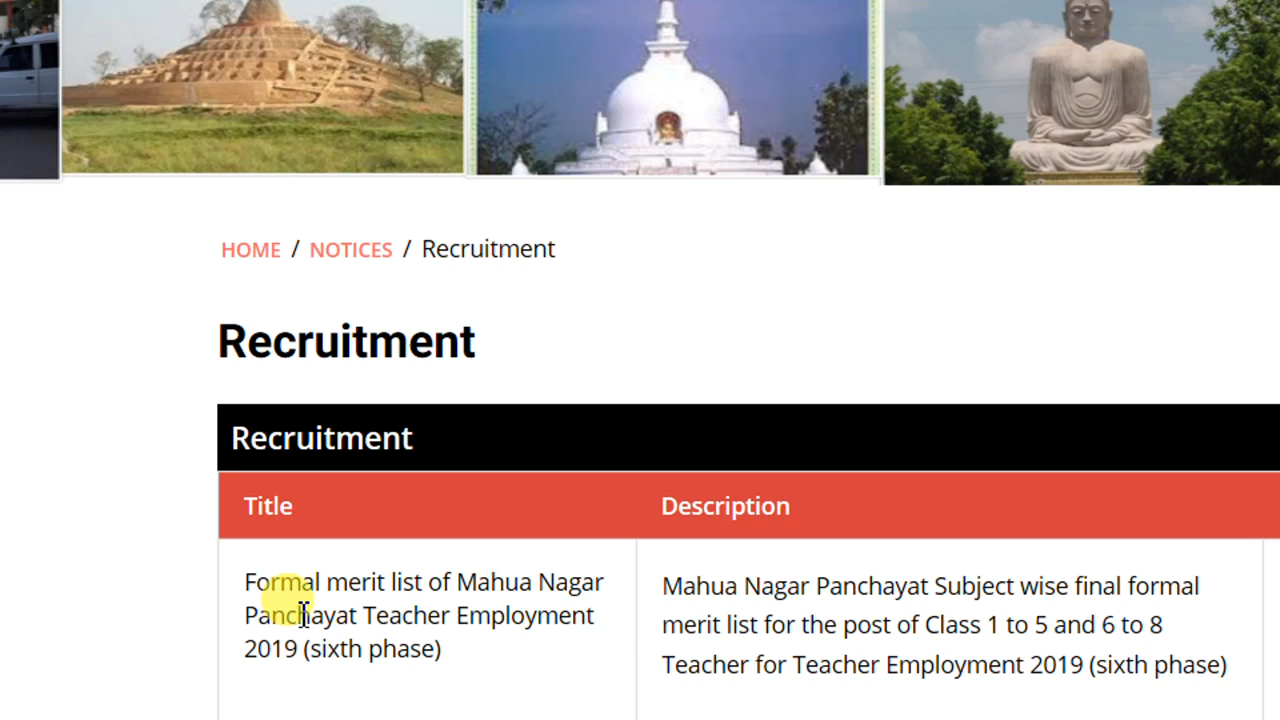 HOME / NOTICES / Recruitment
Recruitment
Recruitment
Title
Description
Formal merit list of Mahua Nagar
Panchayat Teacher Employment
2019 (sixth phase)
Mahua Nagar Panchayat Subject wise final formal
merit list for the post of Class 1 to 5 and 6 to 8
Teacher for Teacher Employment 2019 (sixth phase)